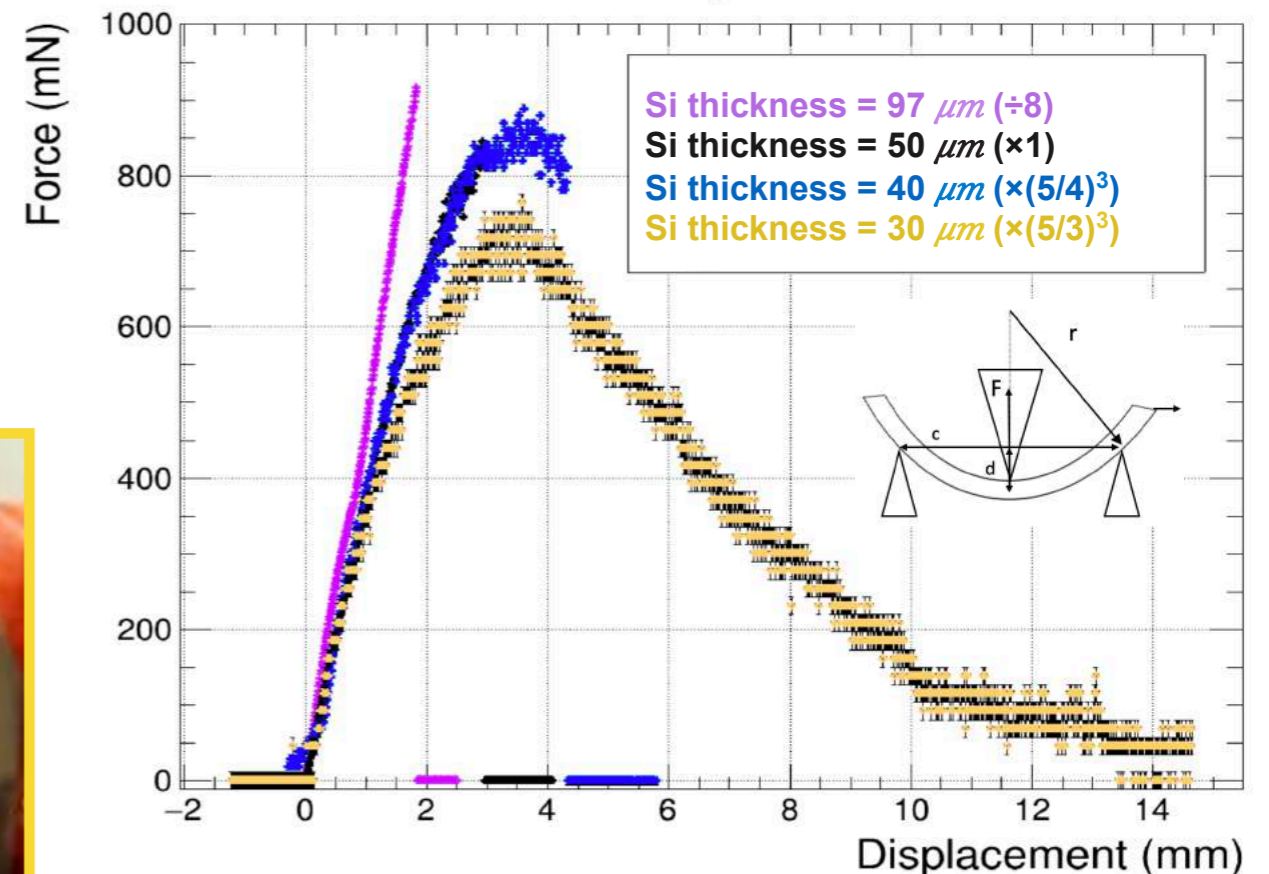 Force (mN)
1000
800
600
400
200
0
Si thickness = 97 μm (÷8)
Si thickness = 50 μm (×1)
Si thickness = 40 μm (×(5/4)³)
Si thickness = 30 μm (×(5/3)³)
r
F
c
d
−2 0 2 4 6 8 10 12 14
Displacement (mm)